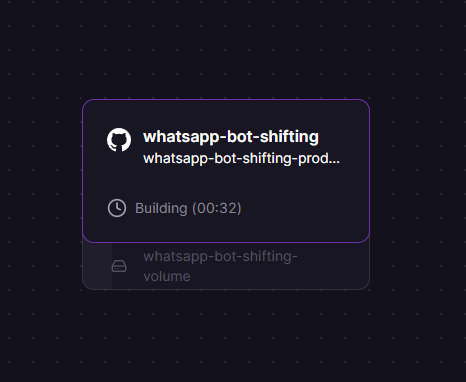 whatsapp-bot-shifting
whatsapp-bot-shifting-prod...
Building (00:32)
whatsapp-bot-shifting-
volume